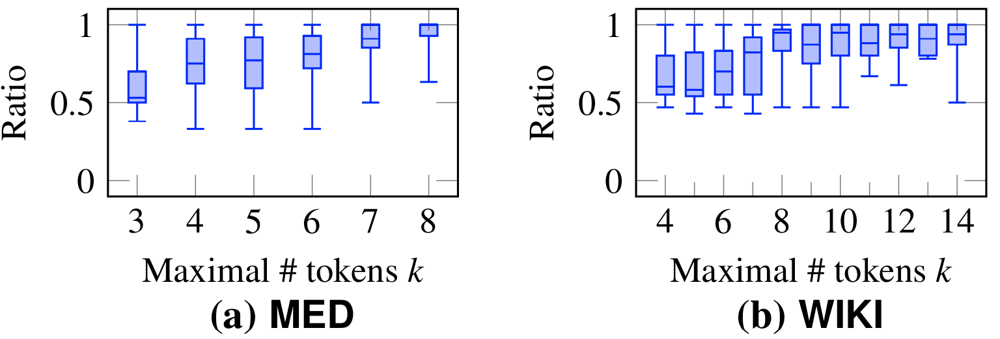 Ratio
1
0.5
0
3 4 5 6 7 8
Maximal # tokens k
(a) MED
Ratio
1
0.5
0
4 6 8 10 12 14
Maximal # tokens k
(b) WIKI